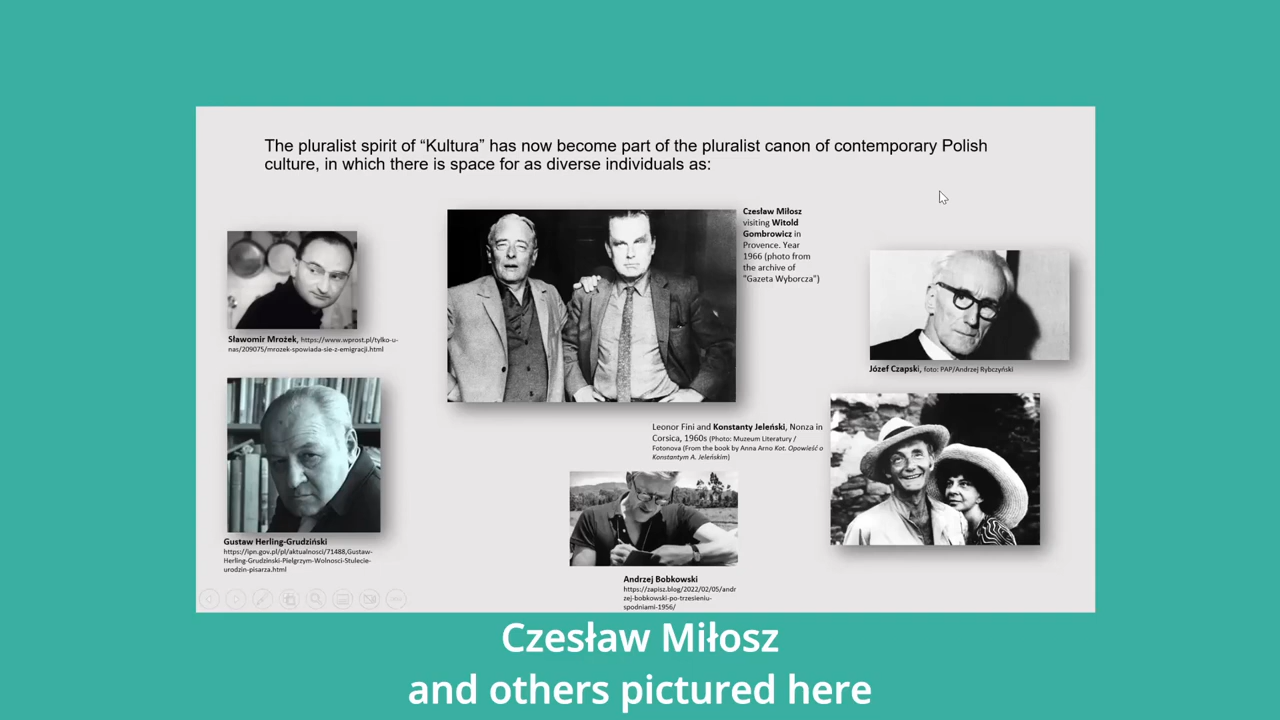 The pluralist spirit of “Kultura” has now become part of the pluralist canon of contemporary Polish
culture, in which there is space for as diverse individuals as:
Sławomir Mrożek, https://www.wprost.pl/tylko-u-
nas/209075/mrozek-spowiada-sie-z-emigracji.html
Gustaw Herling-Grudziński
https://ipn.gov.pl/pl/aktualnosci/71488,Gustaw-
Herling-Grudzinski-Pielgrzym-Wolnosci-Stulecie-
urodzin-pisarza.html
Czesław Miłosz
visiting Witold
Gombrowicz in
Provence. Year
1966 (photo from
the archive of
"Gazeta Wyborcza")
Józef Czapski, foto: PAP/Andrzej Rybczyński
Leonor Fini and Konstanty Jeleński, Nonza in
Corsica, 1960s (Photo: Muzeum Literatury /
Fotonova (From the book by Anna Arno Kot. Opowieść o
Konstantym A. Jeleńskim)
Andrzej Bobkowski
https://zapisz.blog/2022/02/05/andr
zej-bobkowski-po-trzesieniu-
spodniami-1956/
Czesław Miłosz
and others pictured here